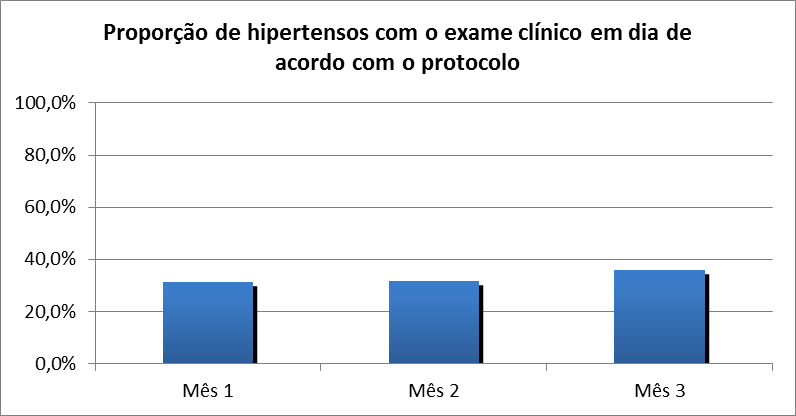 Proporção de hipertensos com o exame clínico em dia de
acordo com o protocolo
100,0%
80,0%
60,0%
40,0%
20,0%
0,0%
Mês 1
Mês 2
Mês 3